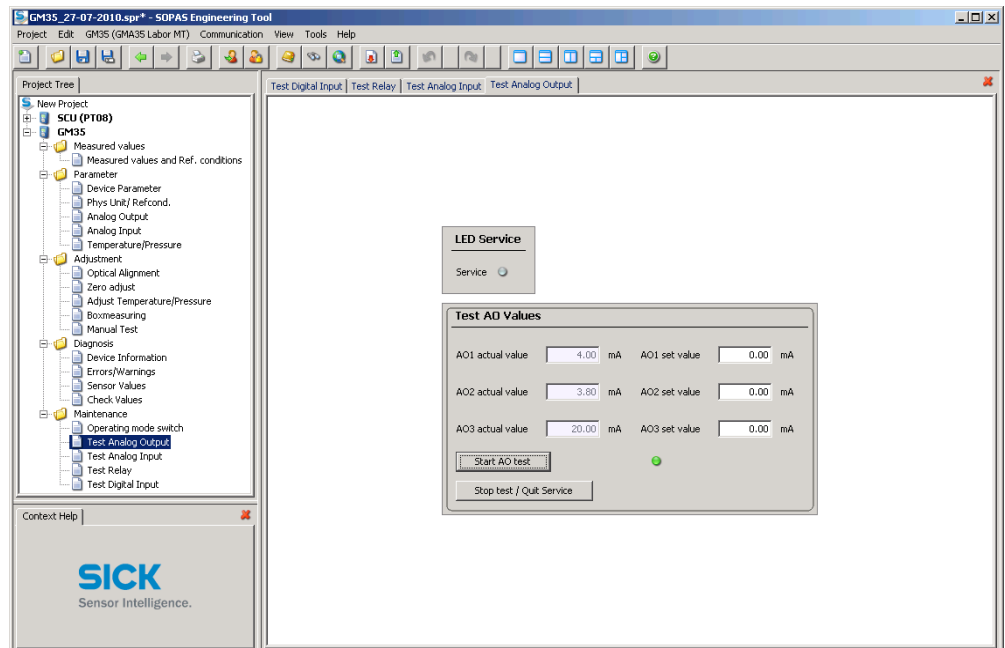 GM35_27-07-2010.spr* - SOPAS Engineering Tool
Project Edit GM35 (GMA35 Labor MT) Communication View Tools Help
Project Tree
New Project
SCU (PT08)
GM35
Measured values
Measured values and Ref. conditions
Parameter
Device Parameter
Phys Unit/ Refcond.
Analog Output
Analog Input
Temperature/Pressure
Adjustment
Optical Alignment
Zero adjust
Adjust Temperature/Pressure
Boxmeasuring
Manual Test
Diagnosis
Device Information
Errors/Warnings
Sensor Values
Check Values
Maintenance
Operating mode switch
Test Analog Output
Test Analog Input
Test Relay
Test Digital Input
Context Help
SICK
Sensor Intelligence.
Test Digital Input Test Relay Test Analog Input Test Analog Output
LED Service
Service
Test AO Values
AO1 actual value 4.00 mA AO1 set value 0.00 mA
AO2 actual value 3.80 mA AO2 set value 0.00 mA
AO3 actual value 20.00 mA AO3 set value 0.00 mA
Start AO test
Stop test / Quit Service